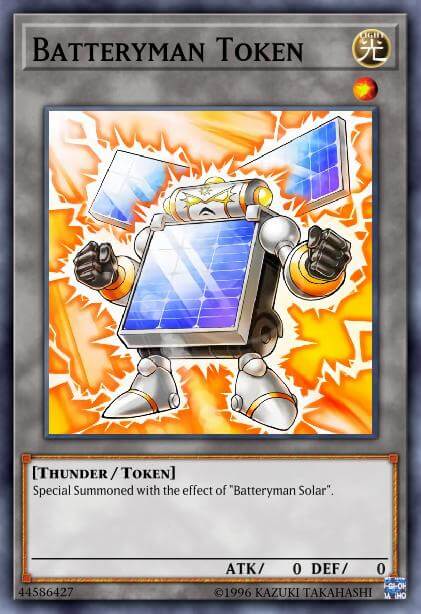 BATTERYMAN TOKEN
LIGHT
光
[THUNDER / TOKEN]
Special Summoned with the effect of "Batteryman Solar".
ATK/ 0 DEF/ 0
44586427
©1996 KAZUKI TAKAHASHI